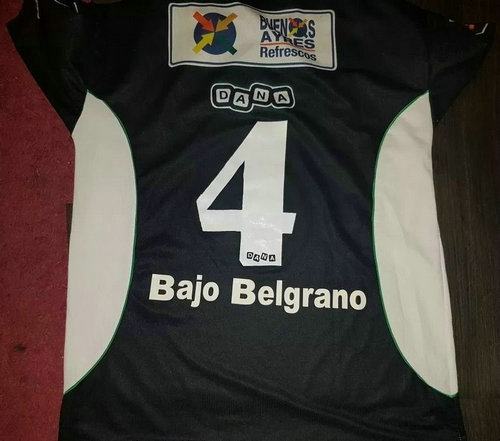 BUENOS
AYRES
Refrescos
DANA
4
DANA
Bajo Belgrano